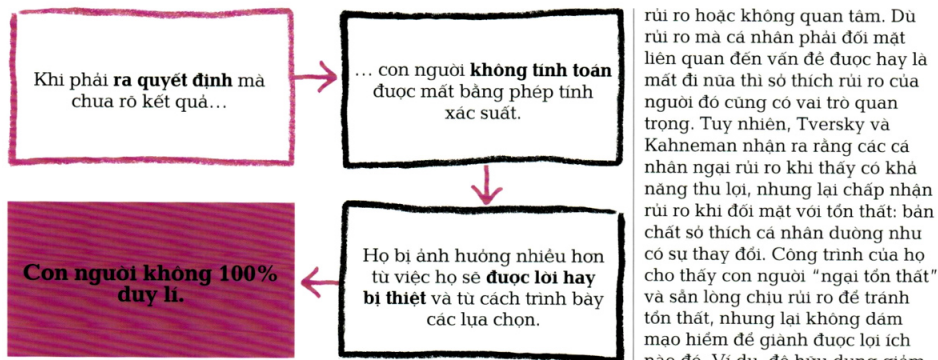 Khi phải ra quyết định mà
chưa rõ kết quả...
... con người không tính toán
được mất bằng phép tính
xác suất.
Họ bị ảnh hưởng nhiều hơn
từ việc họ sẽ được lời hay
bị thiệt và từ cách trình bày
các lựa chọn.
Con người không 100%
duy lí.
rủi ro hoặc không quan tâm. Dù
rủi ro mà cá nhân phải đối mặt
liên quan đến vấn đề được hay là
mất đi nữa thì sở thích rủi ro của
người đó cũng có vai trò quan
trọng. Tuy nhiên, Tversky và
Kahneman nhận ra rằng các cá
nhân ngại rủi ro khi thấy có khả
năng thu lợi, nhưng lại chấp nhận
rủi ro khi đối mặt với tổn thất: bản
chất sở thích cá nhân dường như
có sự thay đổi. Công trình của họ
cho thấy con người "ngại tổn thất"
và sẵn lòng chịu rủi ro để tránh
tổn thất, nhưng lại không dám
mạo hiểm để giành được lợi ích